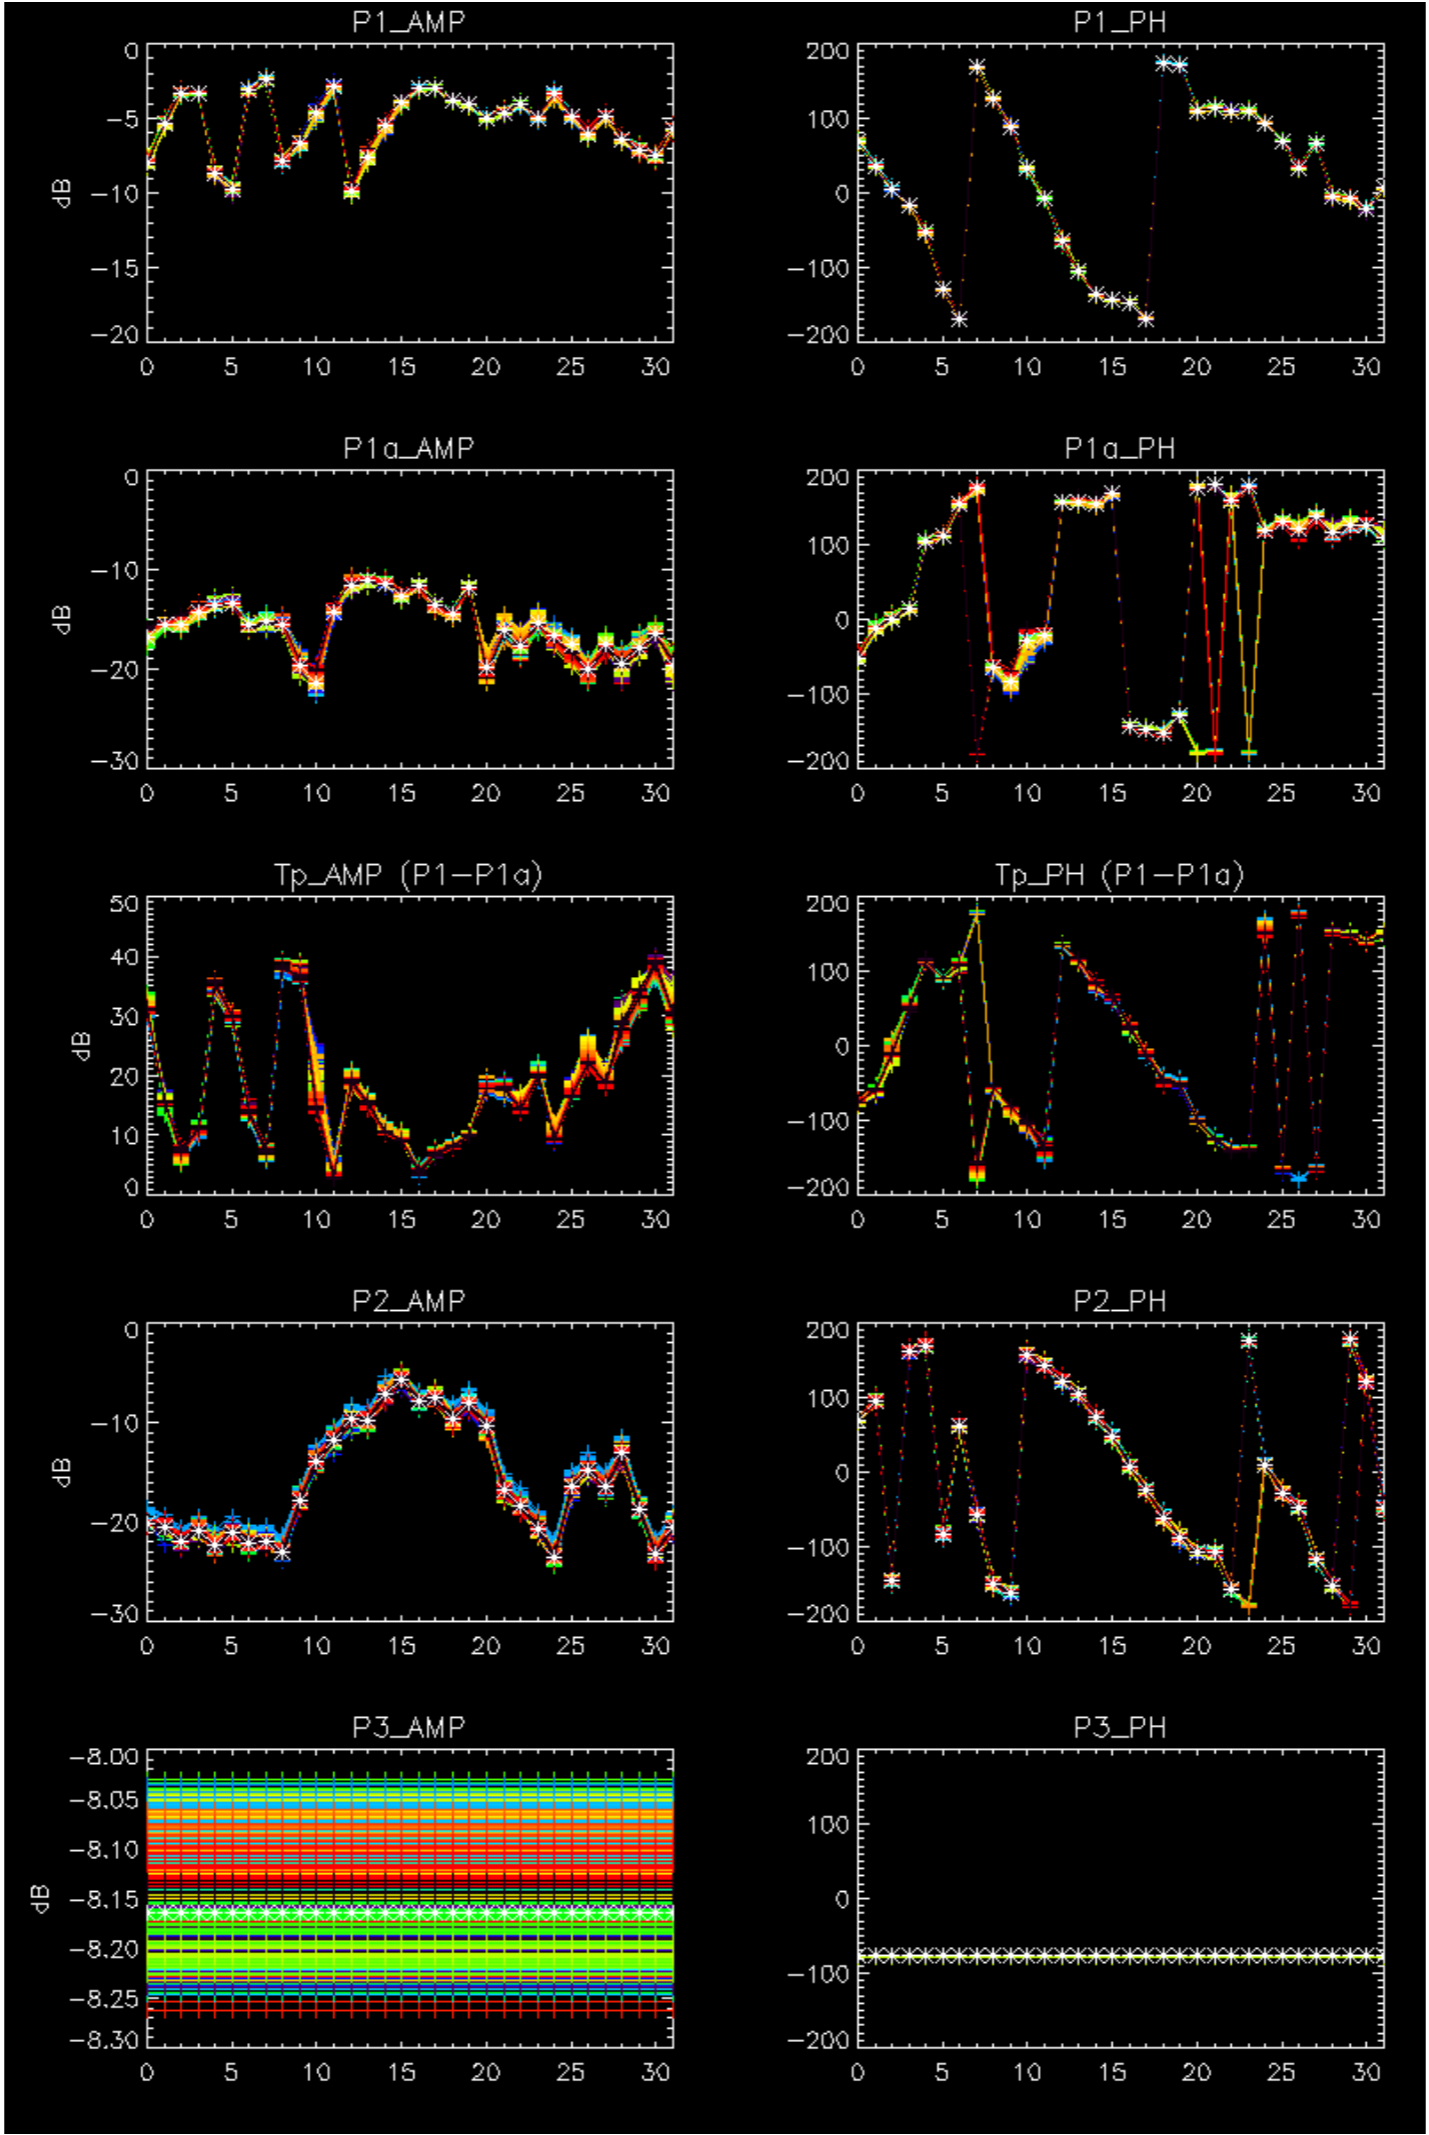 P1_AMP P1_PH
0 200
-5 100
dB -10 0
-15 -100
-20 -200
0 5 10 15 20 25 30 0 5 10 15 20 25 30
P1a_AMP P1a_PH
0 200
-10 100
dB 0
-20 -100
-30 -200
0 5 10 15 20 25 30 0 5 10 15 20 25 30
Tp_AMP (P1-P1a) Tp_PH (P1-P1a)
50 200
40 100
30 0
dB 20
10 -100
0 -200
0 5 10 15 20 25 30 0 5 10 15 20 25 30
P2_AMP P2_PH
0 200
-10 100
dB 0
-20 -100
-30 -200
0 5 10 15 20 25 30 0 5 10 15 20 25 30
P3_AMP P3_PH
-8.00 200
-8.05 100
-8.10
dB -8.15 0
-8.20 -100
-8.25
-8.30 -200
0 5 10 15 20 25 30 0 5 10 15 20 25 30